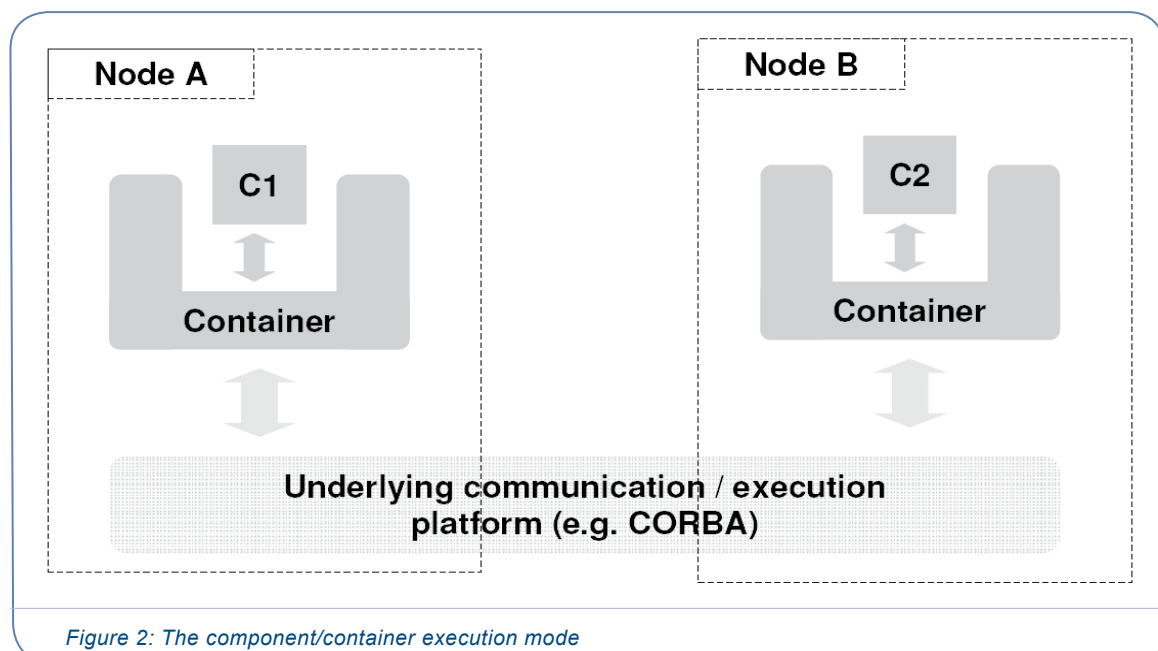 Node A
Node B
C1
C2
Container
Container
Underlying communication / execution
platform (e.g. CORBA)
Figure 2: The component/container execution mode